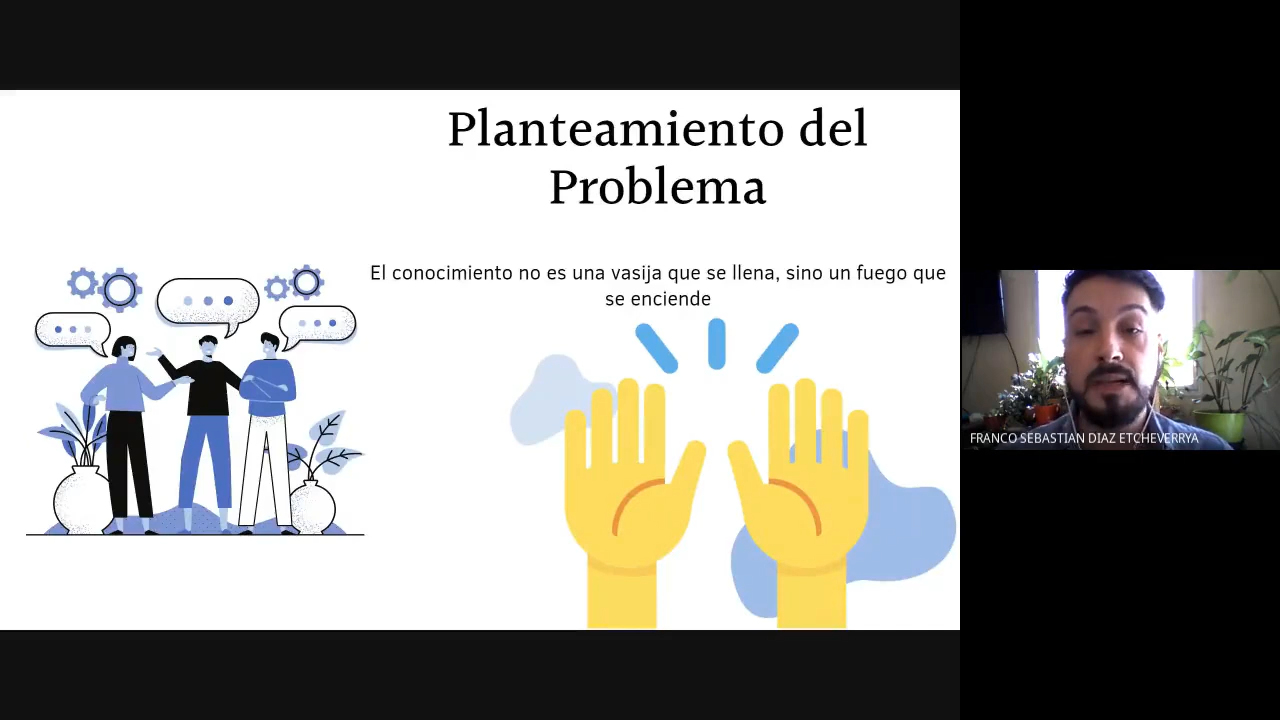 Planteamiento del
Problema
El conocimiento no es una vasija que se llena, sino un fuego que
se enciende
FRANCO SEBASTIAN DIAZ ETCHEVERRYA